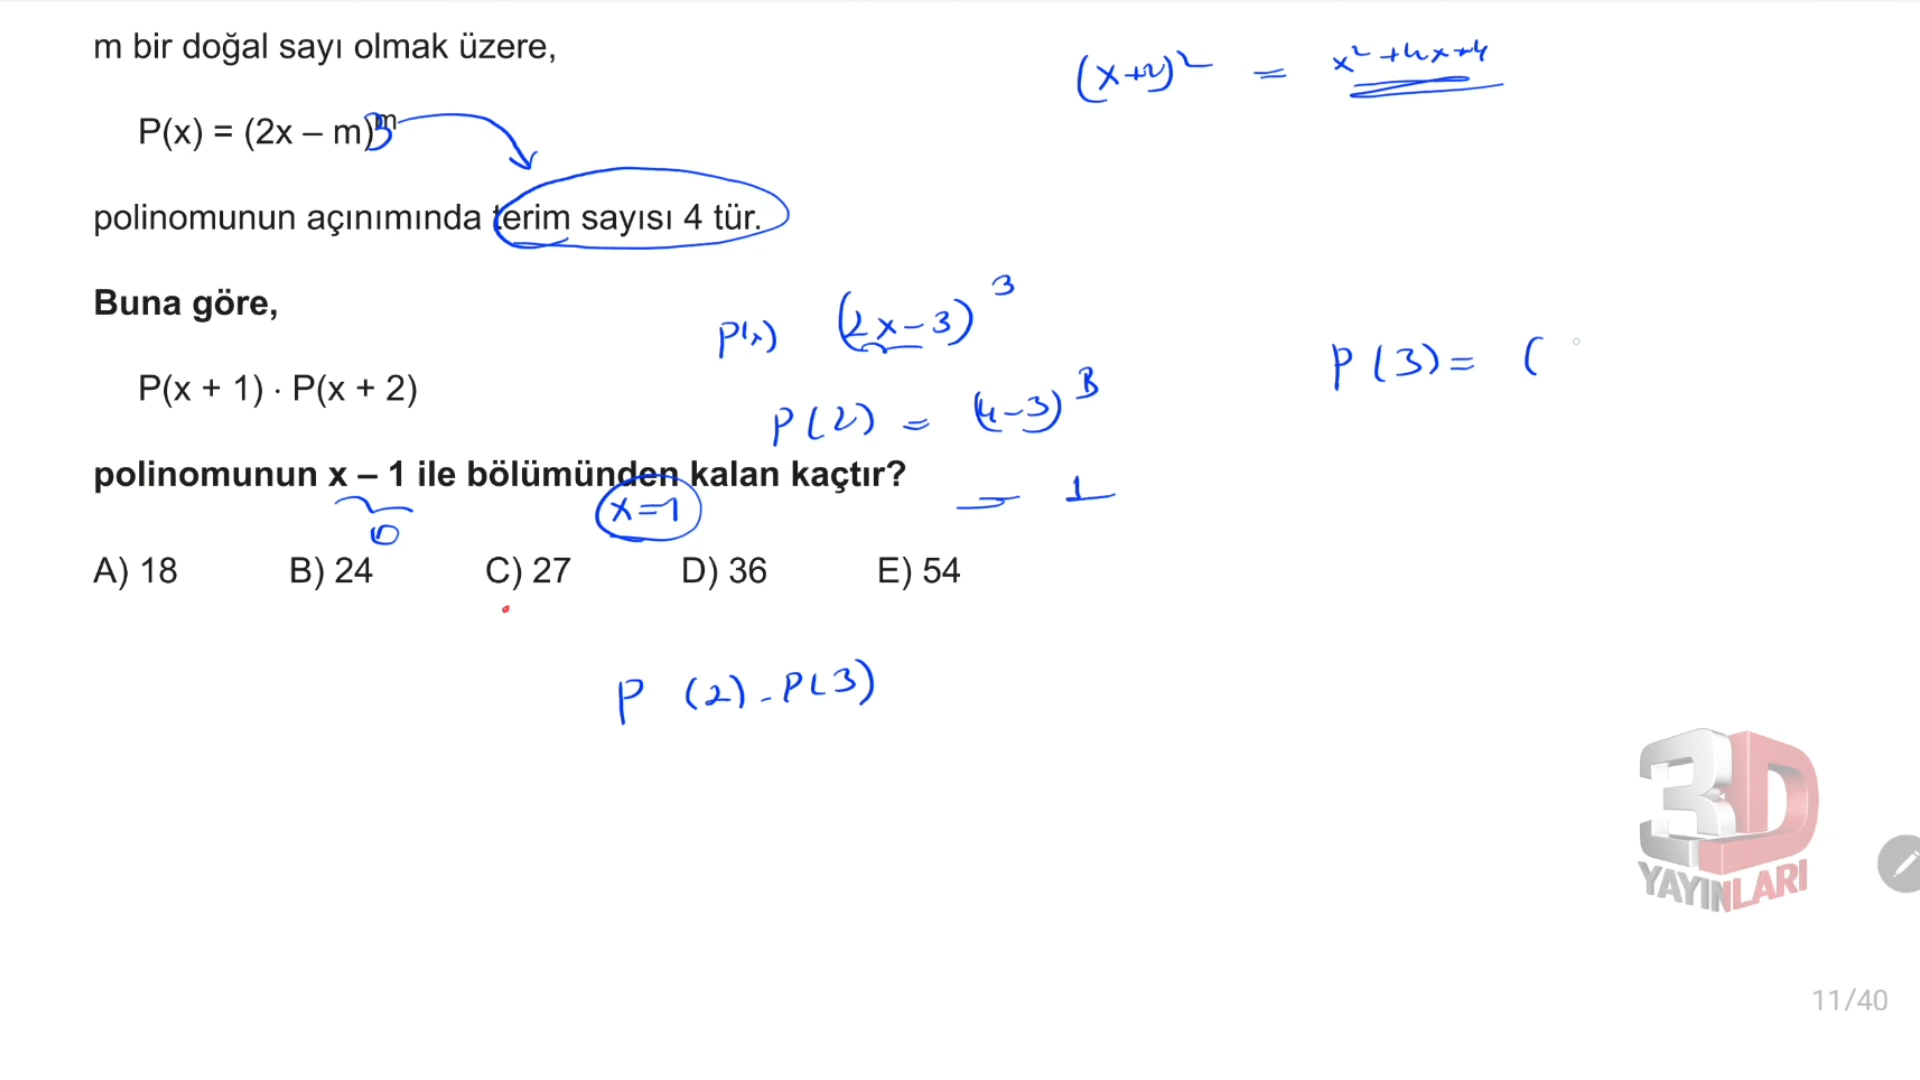 m bir doğal sayı olmak üzere,
(x+2)² = x²+4x+4
P(x) = (2x – m)ᵐ 3
polinomunun açınımında terim sayısı 4 tür.
Buna göre,
P(x) (2x-3)³
P(3) = (
P(x + 1) · P(x + 2)
P(2) = (4-3)³
polinomunun x – 1 ile bölümünden kalan kaçtır?
= 1
x=1
0
A) 18 B) 24 C) 27 D) 36 E) 54
P (2) - P(3)
3D
YAYINLARI
11/40